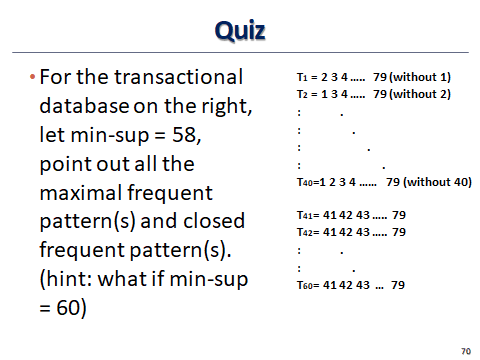 Quiz
• For the transactional
database on the right,
let min-sup = 58,
point out all the
maximal frequent
pattern(s) and closed
frequent pattern(s).
(hint: what if min-sup
= 60)
T1 = 2 3 4 ..... 79 (without 1)
T2 = 1 3 4 ..... 79 (without 2)
: .
: .
: .
: .
T40=1 2 3 4 ...... 79 (without 40)
T41= 41 42 43 ..... 79
T42= 41 42 43 ..... 79
: .
: .
T60= 41 42 43 ... 79
70